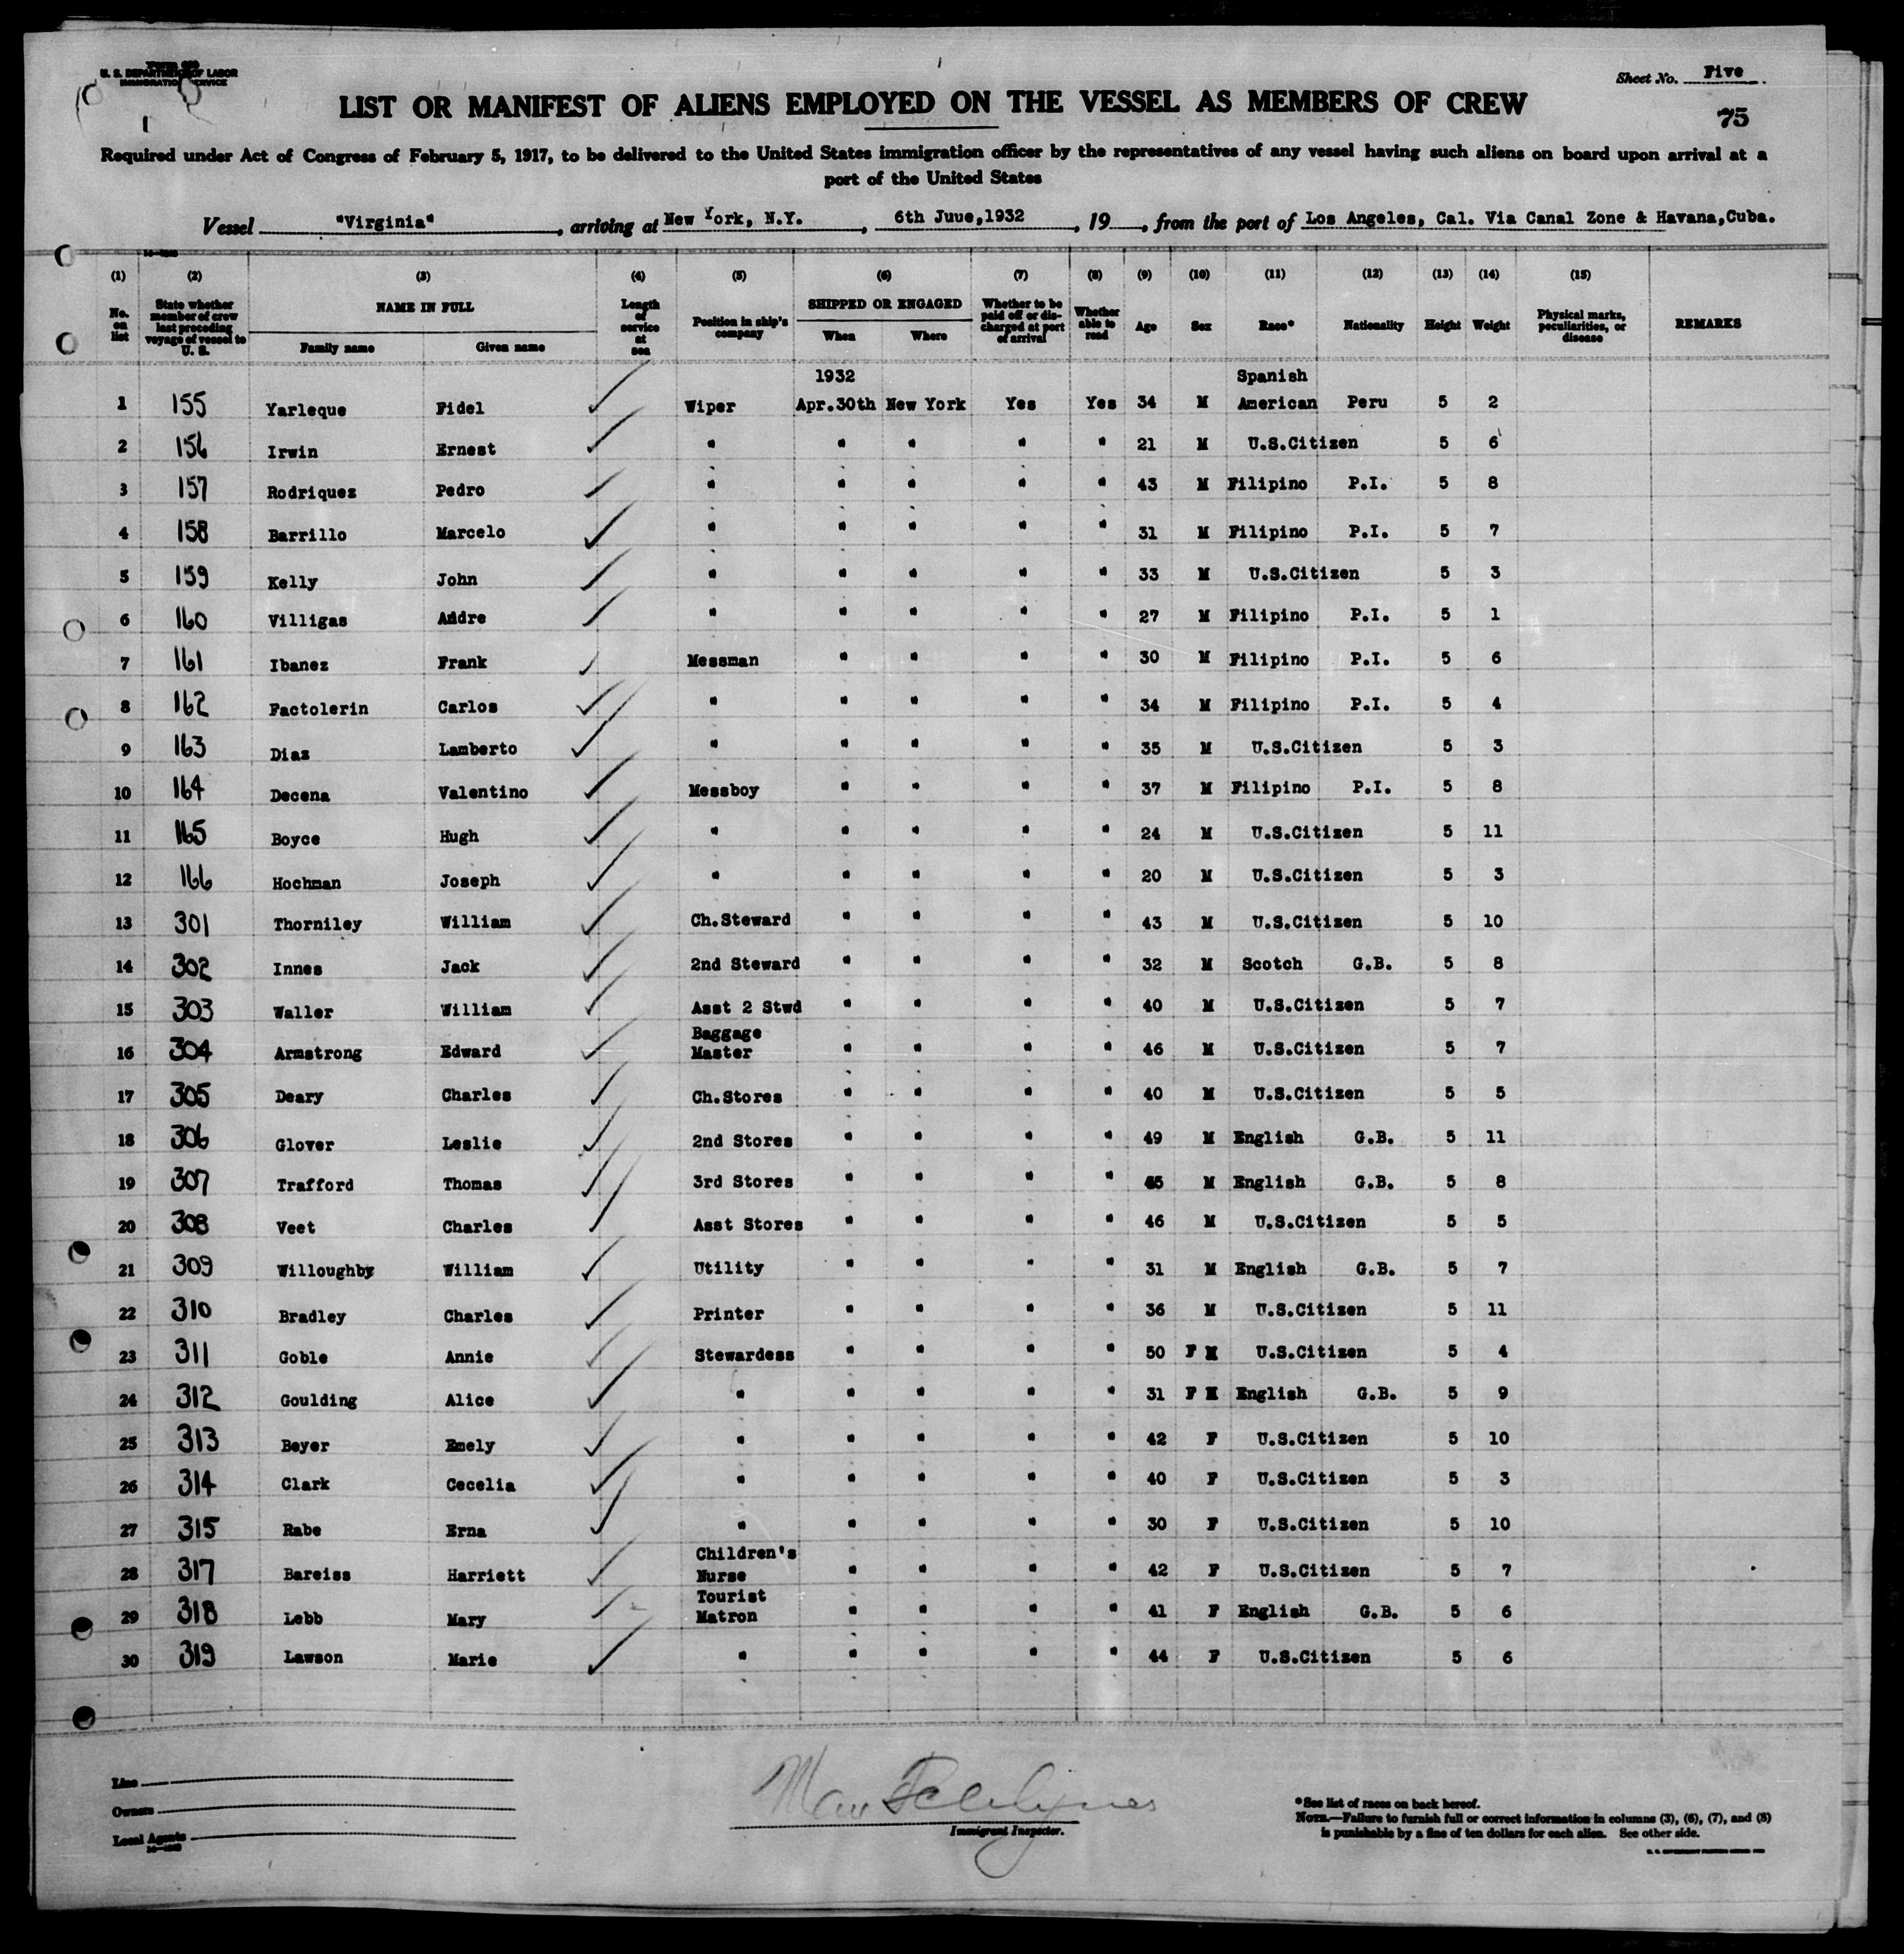 Form 689
U. S. DEPARTMENT OF LABOR
IMMIGRATION SERVICE
Sheet No. Five
LIST OR MANIFEST OF ALIENS EMPLOYED ON THE VESSEL AS MEMBERS OF CREW
75
Required under Act of Congress of February 5, 1917, to be delivered to the United States immigration officer by the representatives of any vessel having such aliens on board upon arrival at a
port of the United States
Vessel "Virginia", arriving at New York, N.Y., 6th Juue,1932, 19, from the port of Los Angeles, Cal. Via Canal Zone & Havana,Cuba.
(1) (2) (3) (4) (5) (6) (7) (8) (9) (10) (11) (12) (13) (14) (15)
No. on list State whether member of crew last preceding voyage of vessel to U. S. NAME IN FULL Family name Given name Length of service at sea Position in ship's company SHIPPED OR ENGAGED When Where Whether to be paid off or discharged at port of arrival Whether able to read Age Sex Race* Nationality Height Weight Physical marks, peculiarities, or disease REMARKS
1932 Spanish
1 155 Yarleque Fidel Wiper Apr.30th New York Yes Yes 34 M American Peru 5 2
2 156 Irwin Ernest " " " " " 21 M U.S.Citizen 5 6
3 157 Rodriquez Pedro " " " " " 43 M Filipino P.I. 5 8
4 158 Barrillo Marcelo " " " " " 31 M Filipino P.I. 5 7
5 159 Kelly John " " " " " 33 M U.S.Citizen 5 3
6 160 Villigas Andre " " " " " 27 M Filipino P.I. 5 1
7 161 Ibanez Frank Messman " " " " 30 M Filipino P.I. 5 6
8 162 Factolerin Carlos " " " " " 34 M Filipino P.I. 5 4
9 163 Diaz Lamberto " " " " " 35 M U.S.Citizen 5 3
10 164 Decena Valentino Messboy " " " " 37 M Filipino P.I. 5 8
11 165 Boyce Hugh " " " " " 24 M U.S.Citizen 5 11
12 166 Hochman Joseph " " " " " 20 M U.S.Citizen 5 3
13 301 Thorniley William Ch.Steward " " " " 43 M U.S.Citizen 5 10
14 302 Innes Jack 2nd Steward " " " " 32 M Scotch G.B. 5 8
15 303 Waller William Asst 2 Stwd " " " " 40 M U.S.Citizen 5 7
16 304 Armstrong Edward Baggage Master " " " " 46 M U.S.Citizen 5 7
17 305 Deary Charles Ch.Stores " " " " 40 M U.S.Citizen 5 5
18 306 Glover Leslie 2nd Stores " " " " 49 M English G.B. 5 11
19 307 Trafford Thomas 3rd Stores " " " " M English G.B. 5 8
20 308 Veet Charles Asst Stores " " " " 46 M U.S.Citizen 5 5
21 309 Willoughby William Utility " " " " 31 M English G.B. 5 7
22 310 Bradley Charles Printer " " " " 36 M U.S.Citizen 5 11
23 311 Goble Annie Stewardess " " " " 50 F M U.S.Citizen 5 4
24 312 Goulding Alice " " " " " 31 F M English G.B. 5 9
25 313 Beyer Emely " " " " " 42 F U.S.Citizen 5 10
26 314 Clark Cecelia " " " " " 40 F U.S.Citizen 5 3
27 315 Rabe Erna " " " " " 30 F U.S.Citizen 5 10
28 317 Bareiss Harriett Children's Nurse " " " " 42 F U.S.Citizen 5 7
29 318 Lebb Mary Tourist Matron " " " " 41 F English G.B. 5 6
30 319 Lawson Marie " " " " " 44 F U.S.Citizen 5 6
Line
Owners
Local Agents
Immigrant Inspector.
*See list of races on back hereof.
NOTE.—Failure to furnish full or correct information in columns (3), (6), (7), and (8)
is punishable by a fine of ten dollars for each alien. See other side.